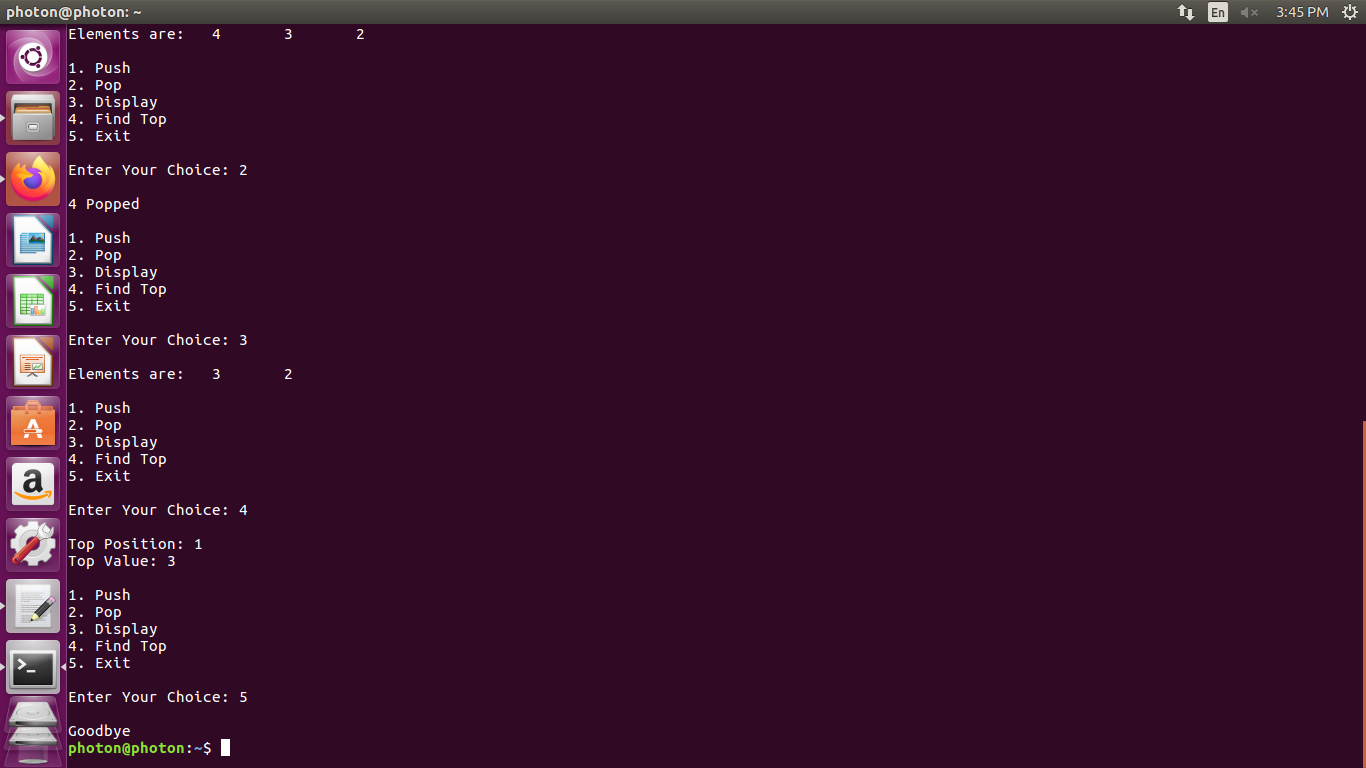 photon@photon: ~
En
3:45 PM
Elements are: 4 3 2
1. Push
2. Pop
3. Display
4. Find Top
5. Exit
Enter Your Choice: 2
4 Popped
1. Push
2. Pop
3. Display
4. Find Top
5. Exit
Enter Your Choice: 3
Elements are: 3 2
1. Push
2. Pop
3. Display
4. Find Top
5. Exit
Enter Your Choice: 4
Top Position: 1
Top Value: 3
1. Push
2. Pop
3. Display
4. Find Top
5. Exit
Enter Your Choice: 5
Goodbye
photon@photon:~$